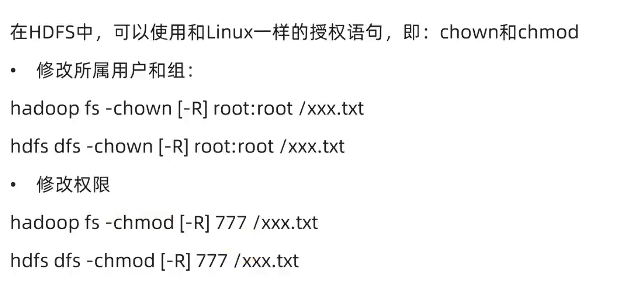 在HDFS中，可以使用和Linux一样的授权语句，即：chown和chmod
• 修改所属用户和组：
hadoop fs -chown [-R] root:root /xxx.txt
hdfs dfs -chown [-R] root:root /xxx.txt
• 修改权限
hadoop fs -chmod [-R] 777 /xxx.txt
hdfs dfs -chmod [-R] 777 /xxx.txt